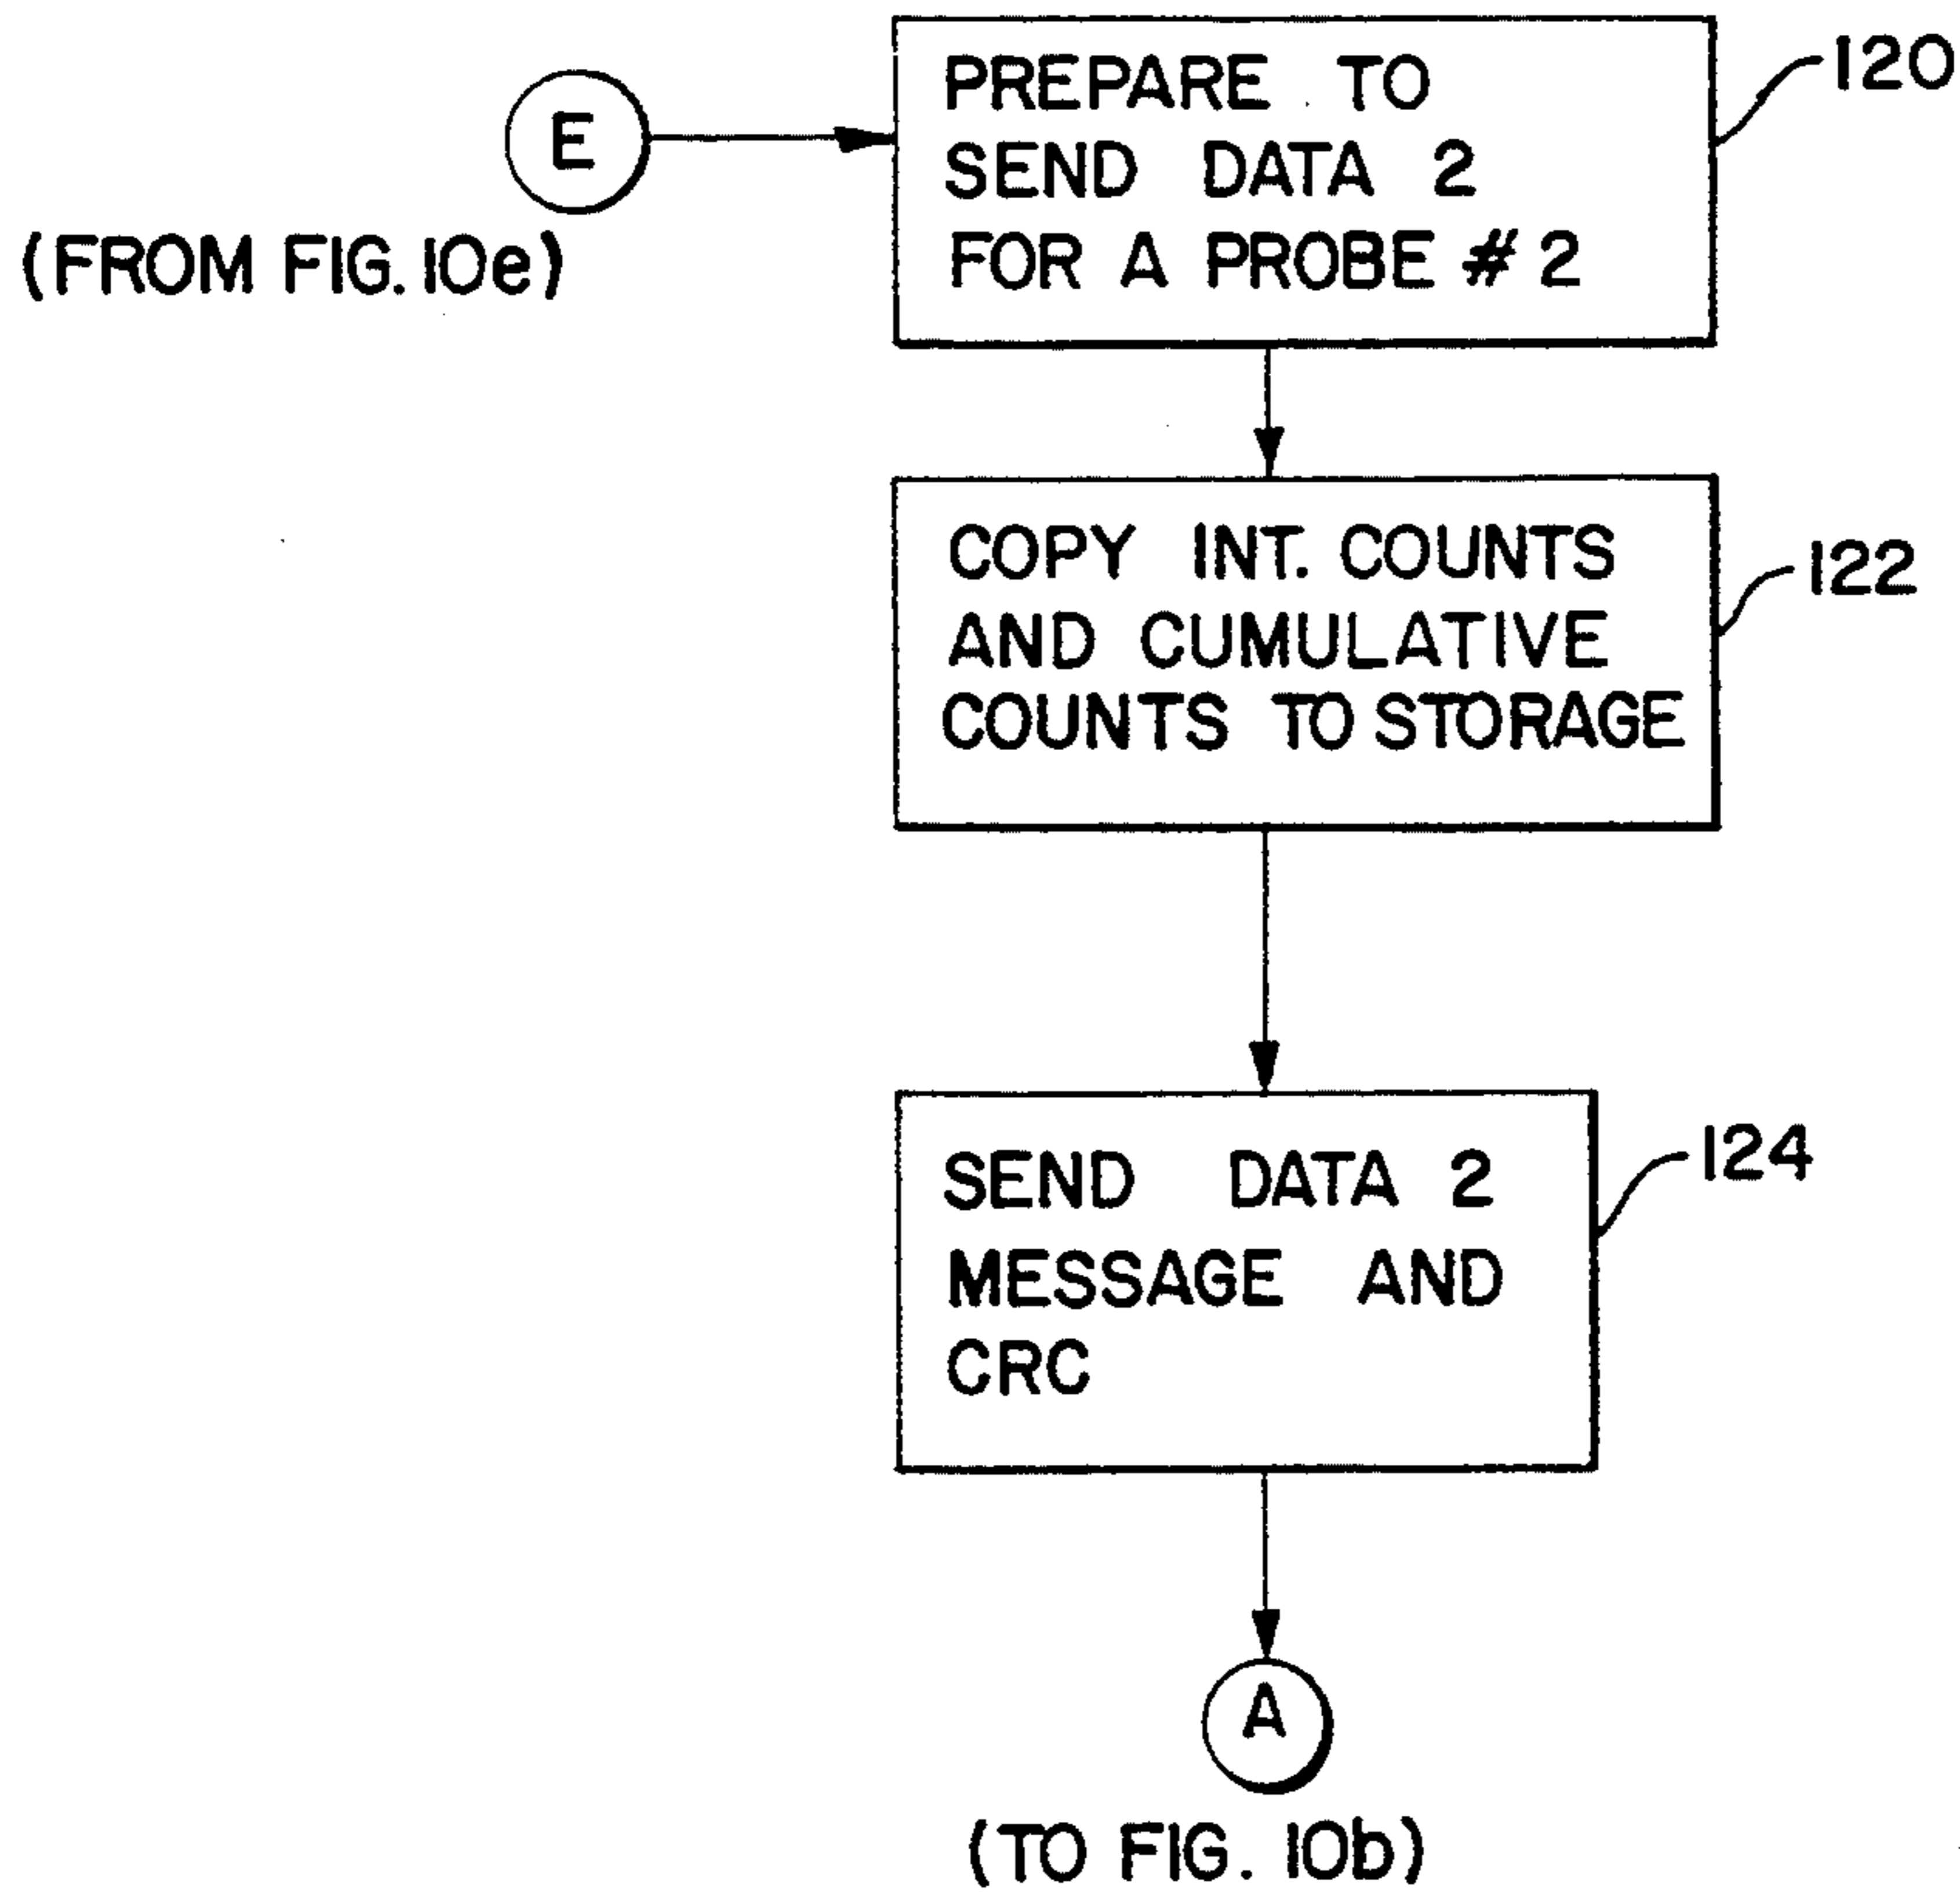 E
(FROM FIG. 10e)
PREPARE TO
SEND DATA 2
FOR A PROBE #2
120
COPY INT. COUNTS
AND CUMULATIVE
COUNTS TO STORAGE
122
SEND DATA 2
MESSAGE AND
CRC
124
A
(TO FIG. 10b)